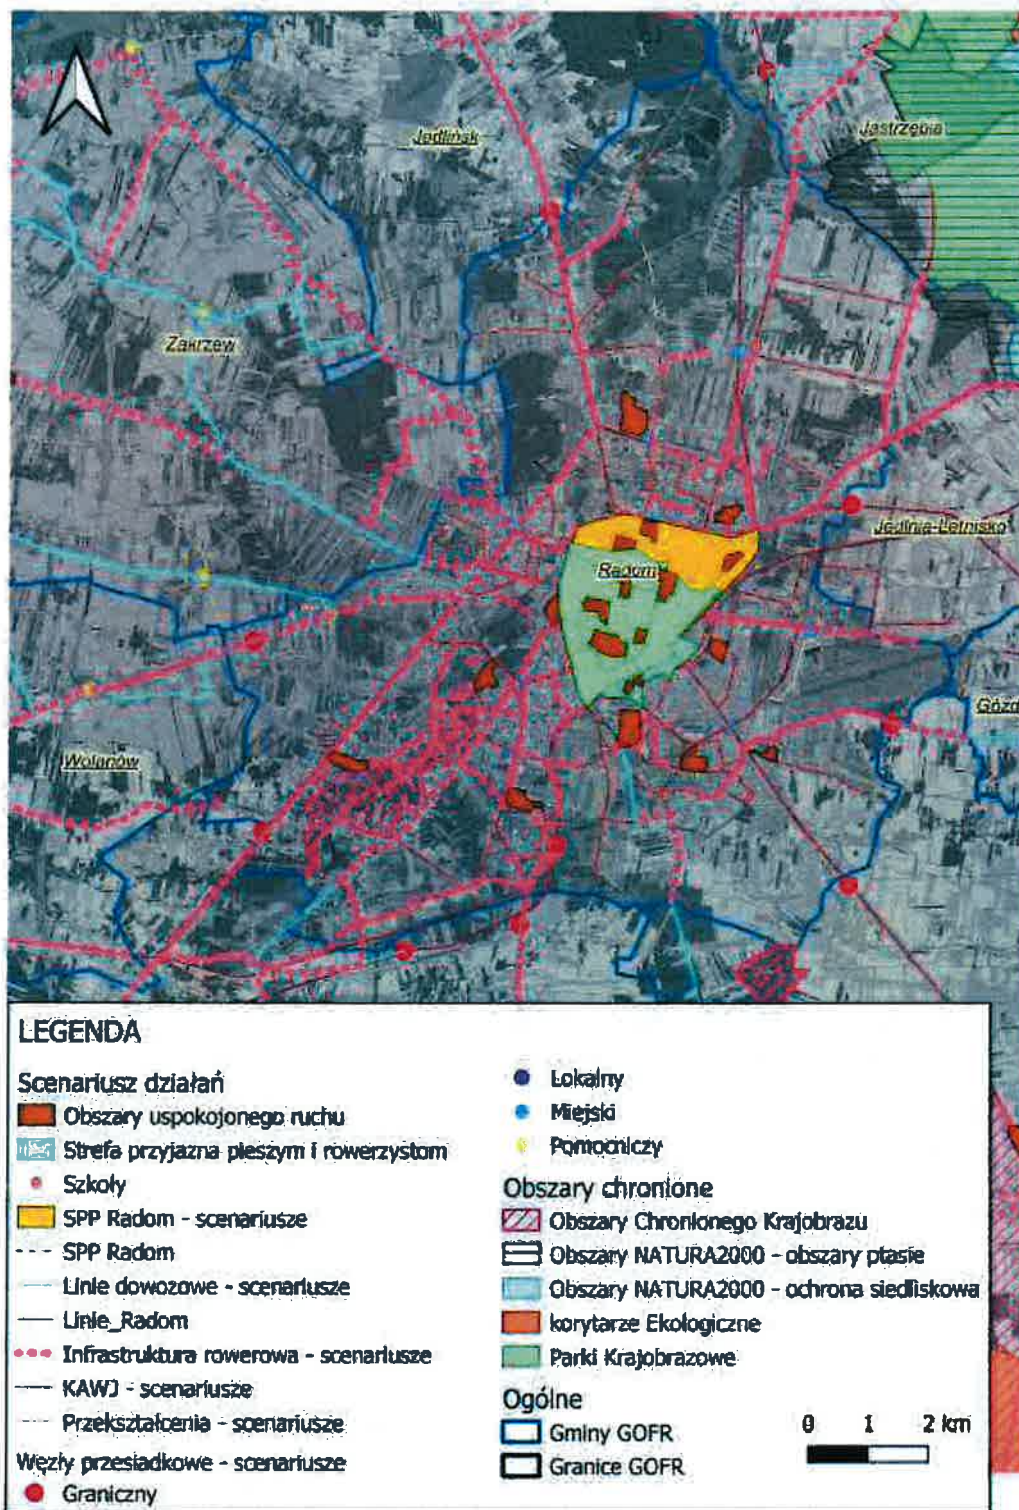 Jedlińsk
Jastrzębia
Zakrzew
Jedlnia-Letnisko
Radom
Wolanów
LEGENDA
Scenariusz działań
Obszary uspokojonego ruchu
Strefa przyjazna pieszym i rowerzystom
Szkoły
SPP Radom - scenariusze
SPP Radom
Linie dowozowe - scenariusze
Linie_Radom
Infrastruktura rowerowa - scenariusze
KAWJ - scenariusze
Przekształcenia - scenariusze
Węzły przesiadkowe - scenariusze
Graniczny
Lokalny
Miejski
Pomocniczy
Obszary chronione
Obszary Chronionego Krajobrazu
Obszary NATURA2000 - obszary ptasie
Obszary NATURA2000 - ochrona siedliskowa
korytarze Ekologiczne
Parki Krajobrazowe
Ogólne
Gminy GOFR
Granice GOFR
0 1 2 km